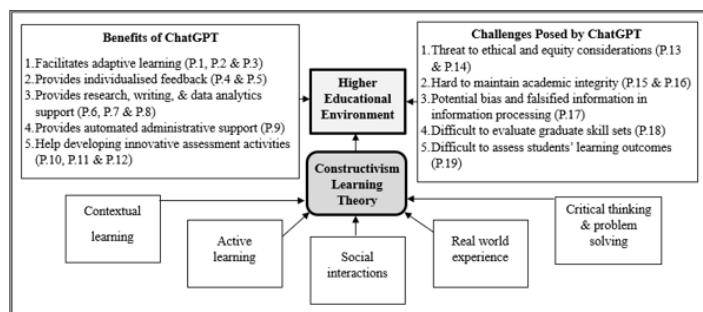 Benefits of ChatGPT
1.Facilitates adaptive learning (P.1, P.2 & P.3)
2.Provides individualised feedback (P.4 & P.5)
3.Provides research, writing, & data analytics
support (P.6, P.7 & P.8)
4.Provides automated administrative support (P.9)
5.Help developing innovative assessment activities
(P.10, P.11 & P.12)
Higher
Educational
Environment
Challenges Posed by ChatGPT
1.Threat to ethical and equity considerations (P.13
& P.14)
2.Hard to maintain academic integrity (P.15 & P.16)
3.Potential bias and falsified information in
information processing (P.17)
4.Difficult to evaluate graduate skill sets (P.18)
5.Difficult to assess students' learning outcomes
(P.19)
Constructivism
Learning
Theory
Contextual
learning
Active
learning
Social
interactions
Real world
experience
Critical thinking
& problem
solving